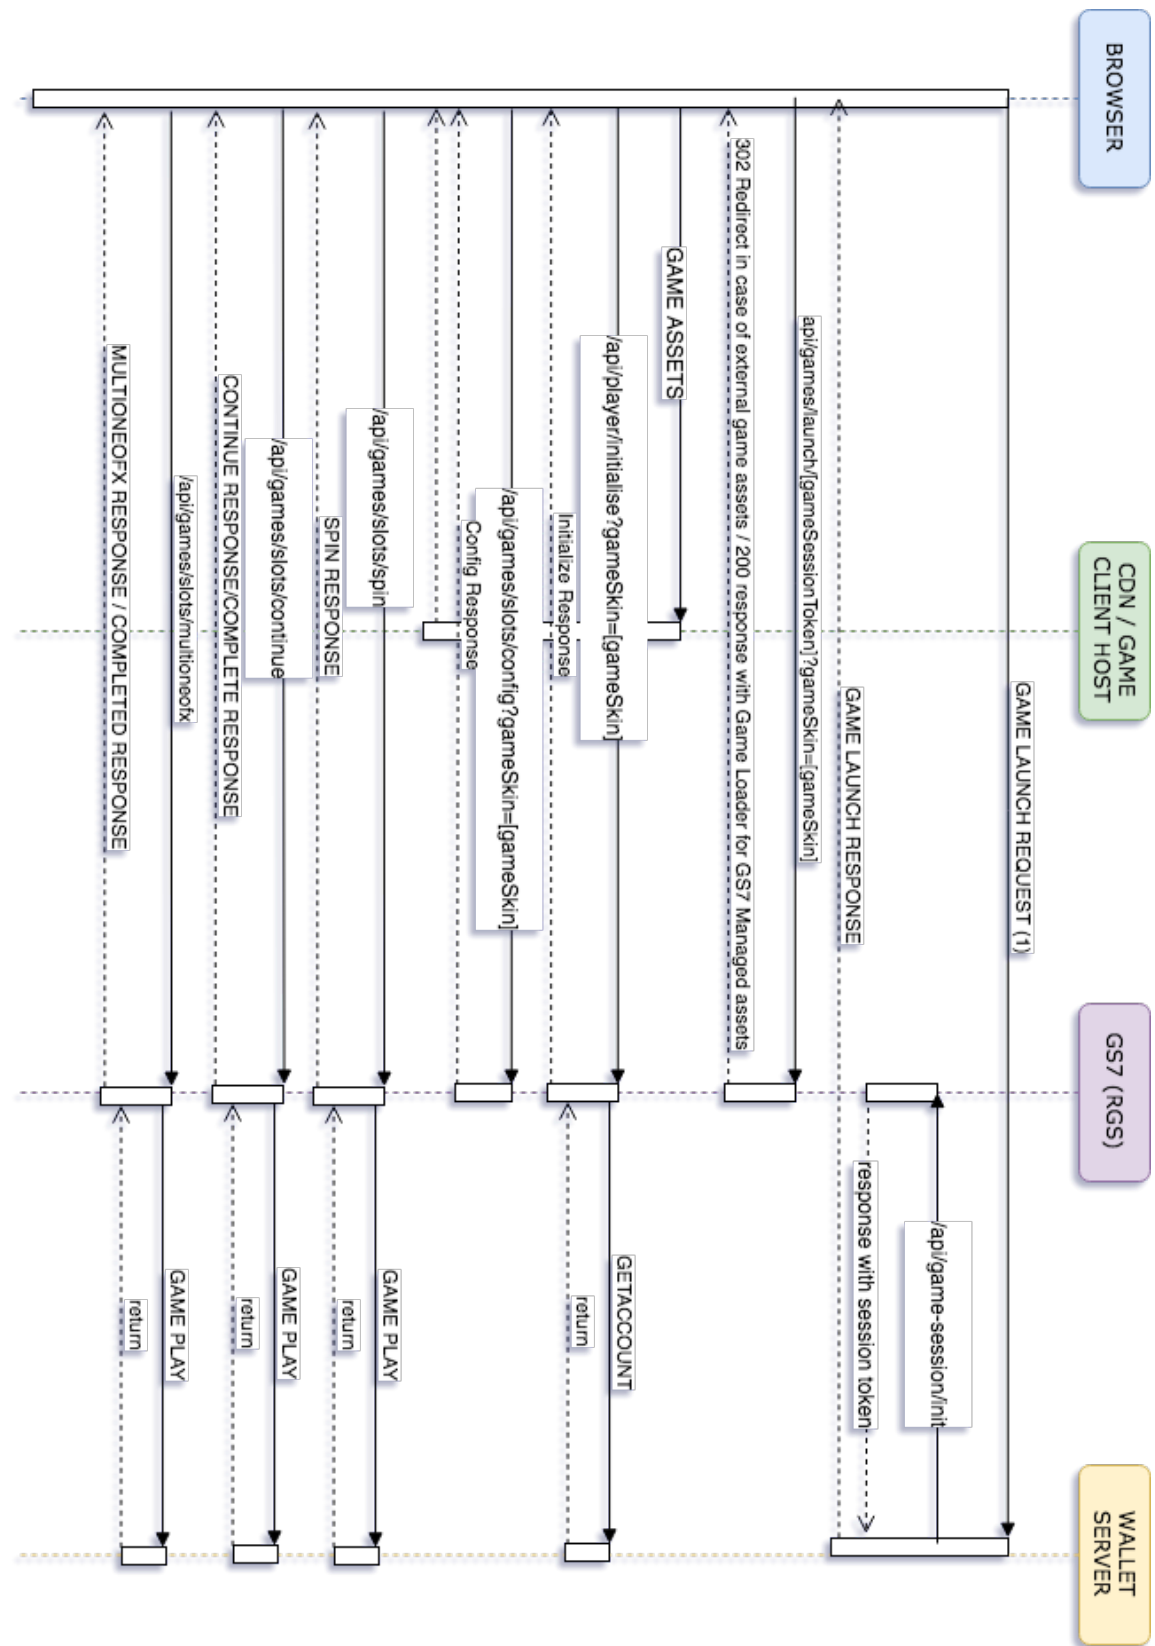 BROWSER
CDN / GAME
CLIENT HOST
GS7 (RGS)
WALLET
SERVER
GAME LAUNCH REQUEST (1)
/api/game-session/init
response with session token
GAME LAUNCH RESPONSE
api/games/launch/[gameSessionToken]?gameSkin=[gameSkin]
302 Redirect in case of external game assets / 200 response with Game Loader for GS7 Managed assets
GAME ASSETS
/api/player/initialise?gameSkin=[gameSkin]
GETACCOUNT
return
Initialize Response
/api/games/slots/config?gameSkin=[gameSkin]
Config Response
/api/games/slots/spin
GAME PLAY
return
SPIN RESPONSE
/api/games/slots/continue
GAME PLAY
return
CONTINUE RESPONSE/COMPLETE RESPONSE
/api/games/slots/multioneofx
GAME PLAY
return
MULTIONEOFX RESPONSE / COMPLETED RESPONSE